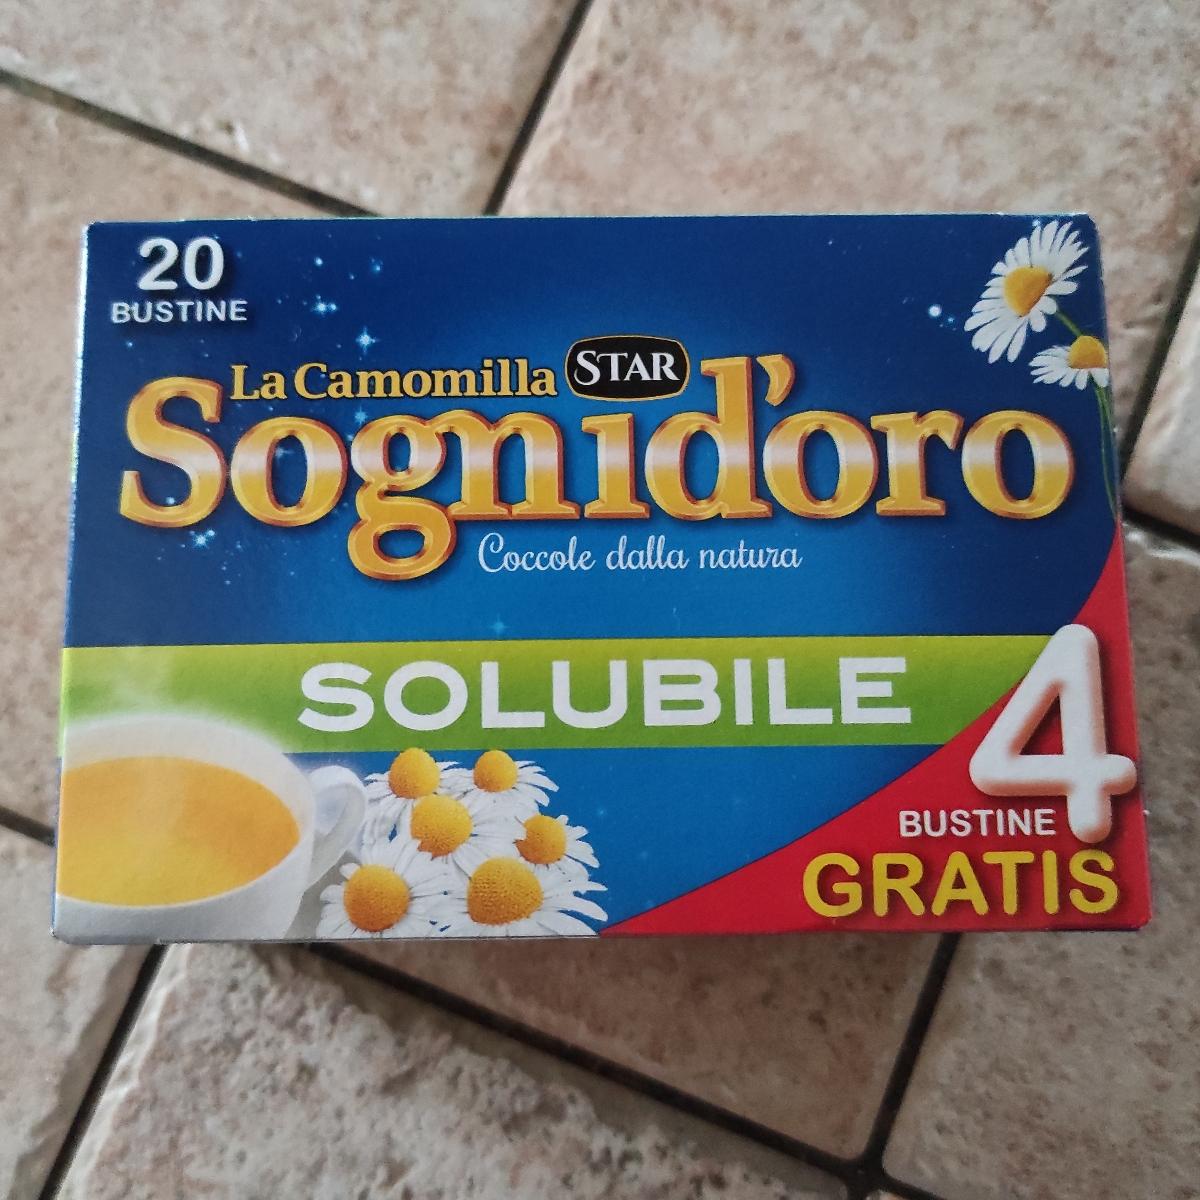 20
BUSTINE
La Camomilla STAR
Sognid'oro
Coccole dalla natura
SOLUBILE
4
BUSTINE
GRATIS